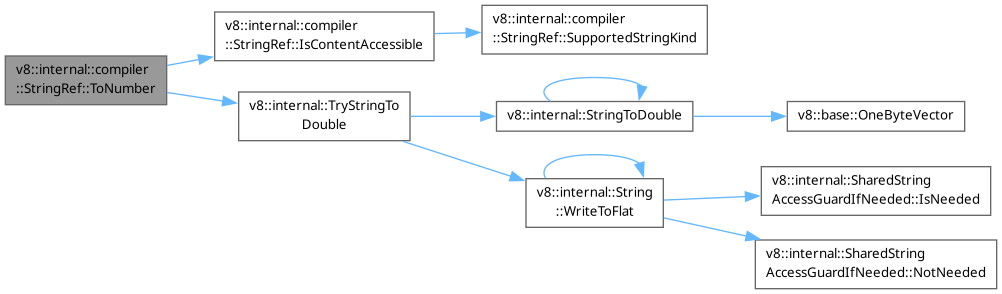 v8::internal::compiler
::StringRef::ToNumber
v8::internal::compiler
::StringRef::IsContentAccessible
v8::internal::compiler
::StringRef::SupportedStringKind
v8::internal::TryStringTo
Double
v8::internal::StringToDouble
v8::base::OneByteVector
v8::internal::String
::WriteToFlat
v8::internal::SharedString
AccessGuardIfNeeded::IsNeeded
v8::internal::SharedString
AccessGuardIfNeeded::NotNeeded